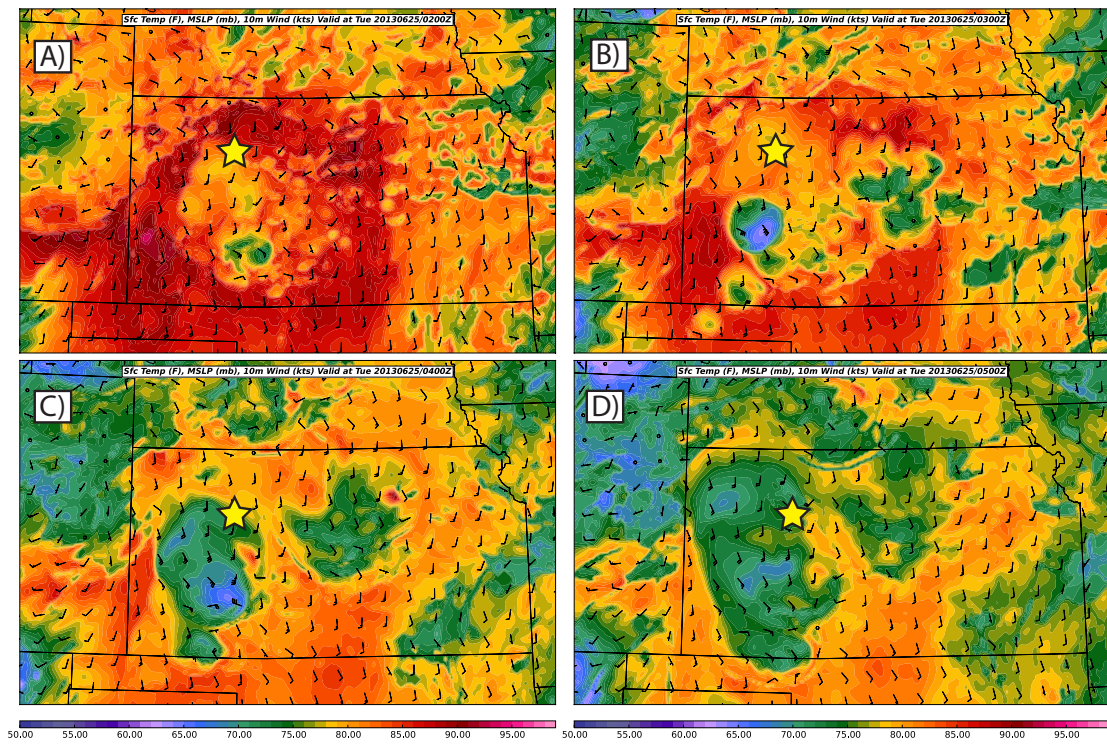 Sfc Temp (F), MSLP (mb), 10m Wind (kts) Valid at Tue 20130625/0200Z
A)
Sfc Temp (F), MSLP (mb), 10m Wind (kts) Valid at Tue 20130625/0300Z
B)
Sfc Temp (F), MSLP (mb), 10m Wind (kts) Valid at Tue 20130625/0400Z
C)
Sfc Temp (F), MSLP (mb), 10m Wind (kts) Valid at Tue 20130625/0500Z
D)
50.00 55.00 60.00 65.00 70.00 75.00 80.00 85.00 90.00 95.00
50.00 55.00 60.00 65.00 70.00 75.00 80.00 85.00 90.00 95.00